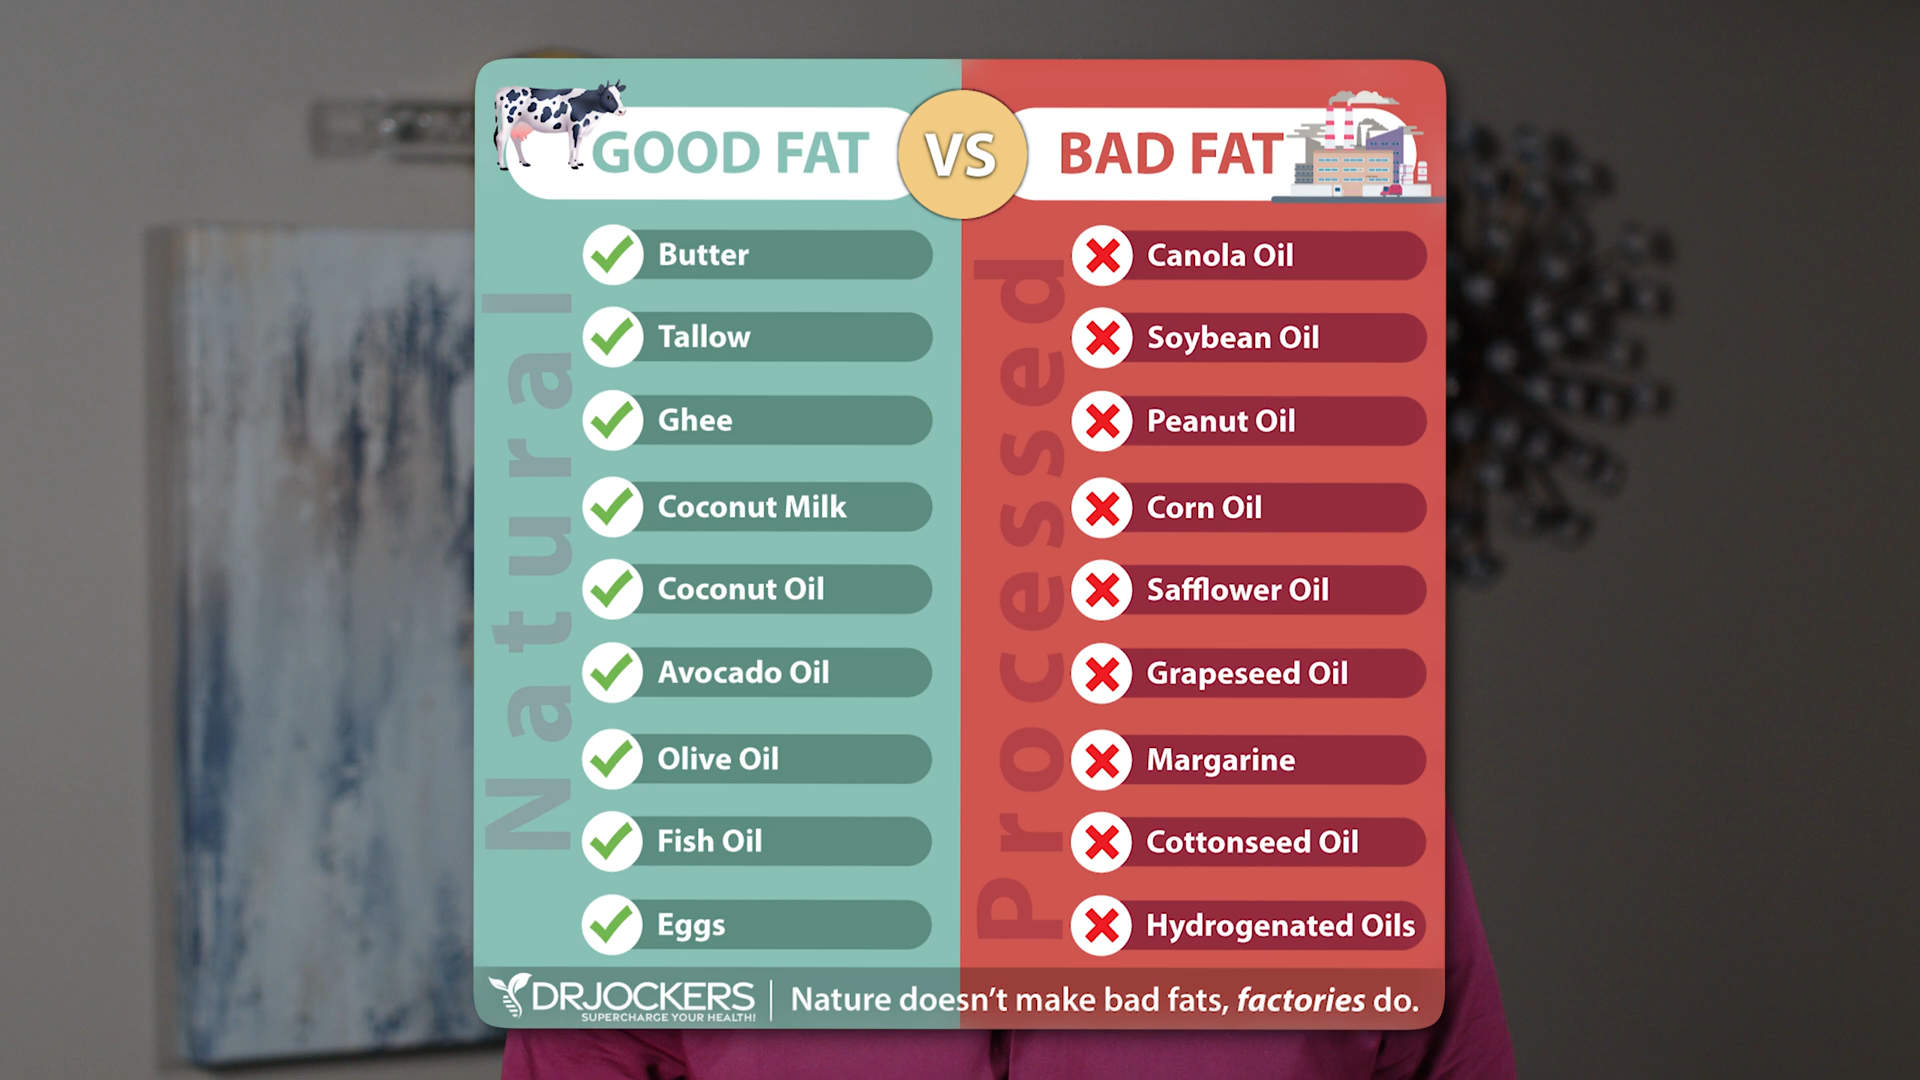 GOOD FAT
VS
BAD FAT
Natural
Butter
Tallow
Ghee
Coconut Milk
Coconut Oil
Avocado Oil
Olive Oil
Fish Oil
Eggs
Processed
Canola Oil
Soybean Oil
Peanut Oil
Corn Oil
Safflower Oil
Grapeseed Oil
Margarine
Cottonseed Oil
Hydrogenated Oils
DRJOCKERS
SUPERCHARGE YOUR HEALTH!
Nature doesn't make bad fats, factories do.